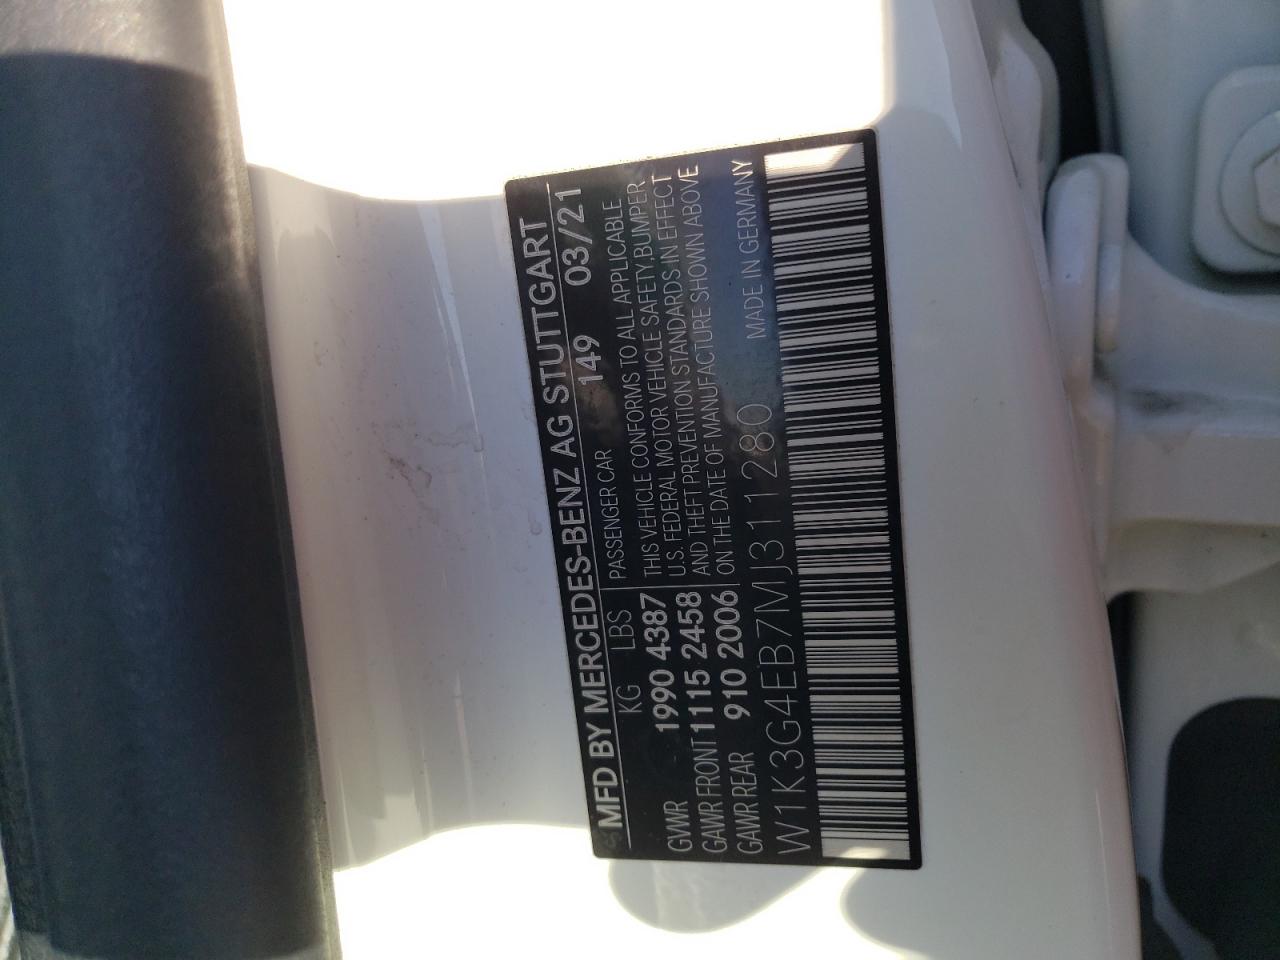 MFD BY MERCEDES-BENZ AG STUTTGART
KG LBS PASSENGER CAR 149 03/21
GVWR 1990 4387 THIS VEHICLE CONFORMS TO ALL APPLICABLE
GAWR FRONT 1115 2458 U.S. FEDERAL MOTOR VEHICLE SAFETY,BUMPER
GAWR REAR 910 2006 AND THEFT PREVENTION STANDARDS IN EFFECT
ON THE DATE OF MANUFACTURE SHOWN ABOVE
W1K3G4EB7MJ311280 MADE IN GERMANY